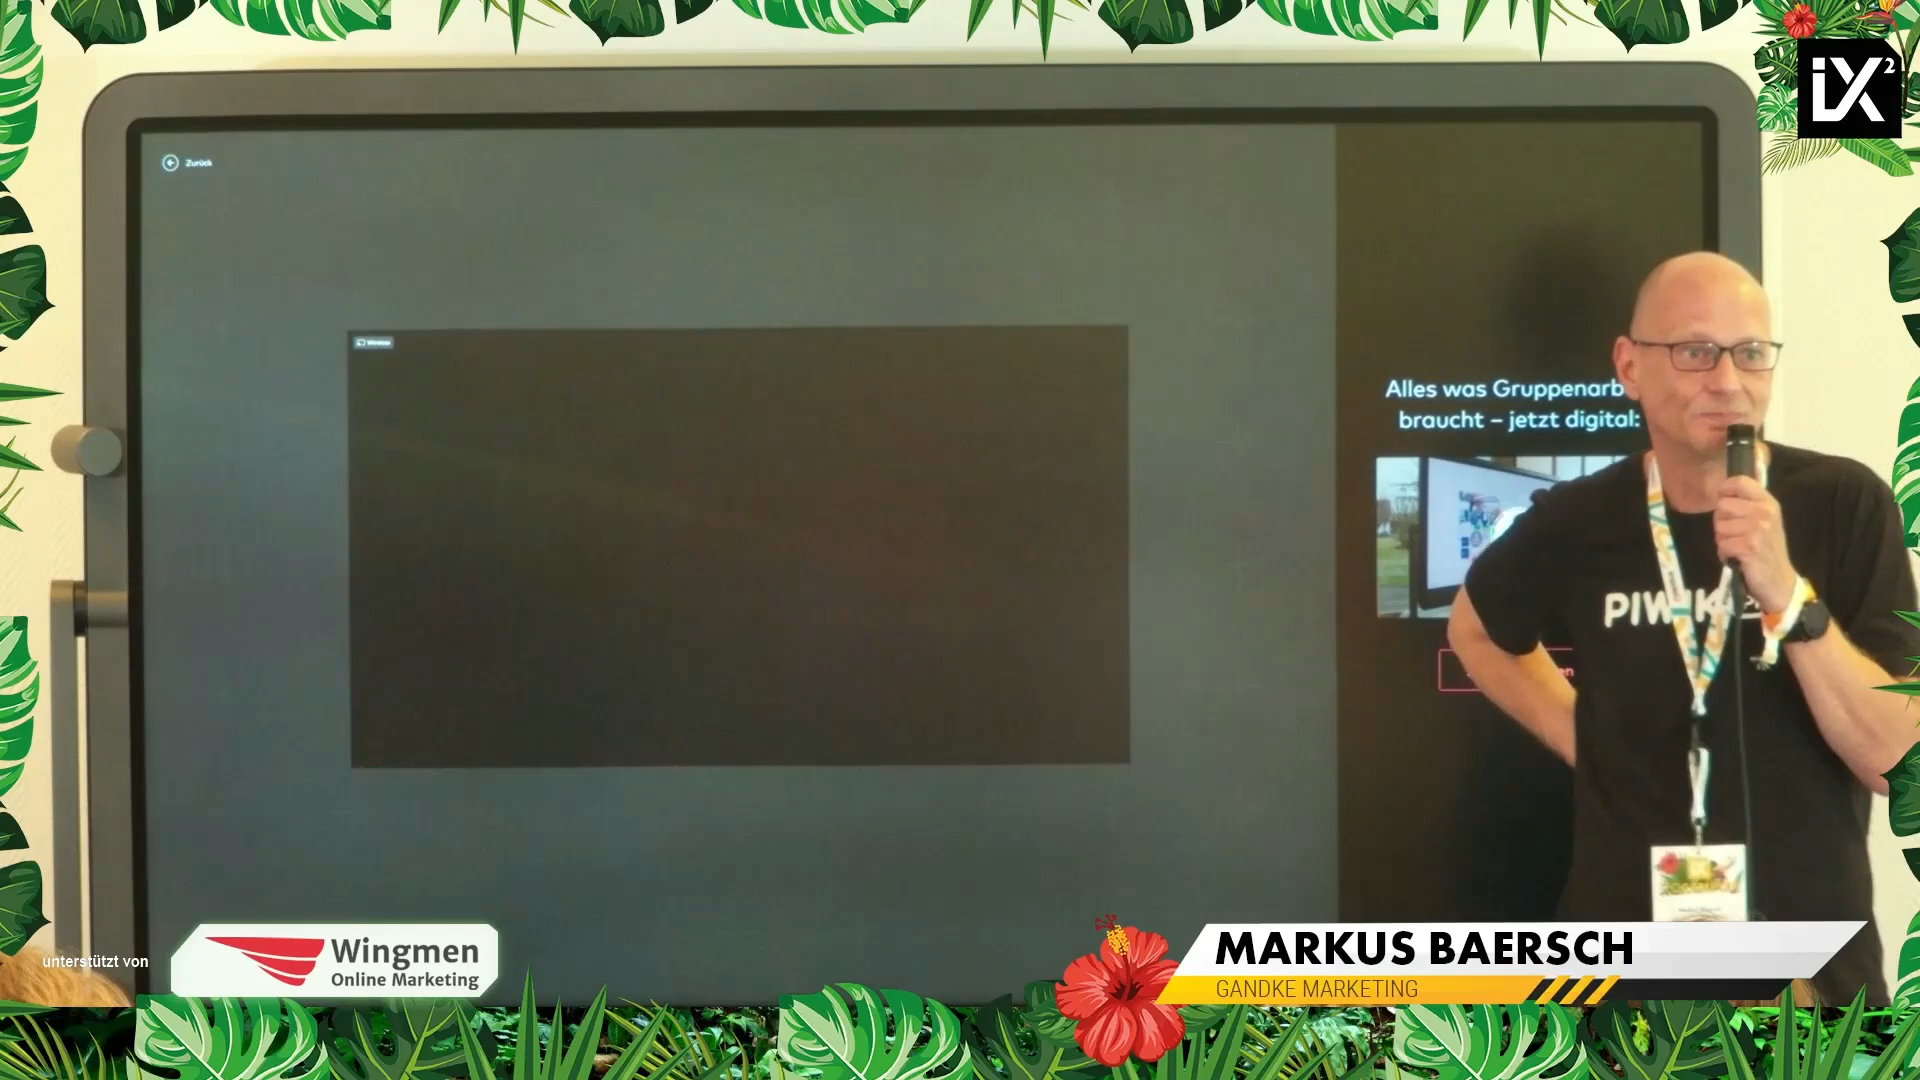 iX²
Zurück
Alles was Gruppenarb
braucht – jetzt digital:
PIWIK
unterstützt von
Wingmen
Online Marketing
MARKUS BAERSCH
GANDKE MARKETING